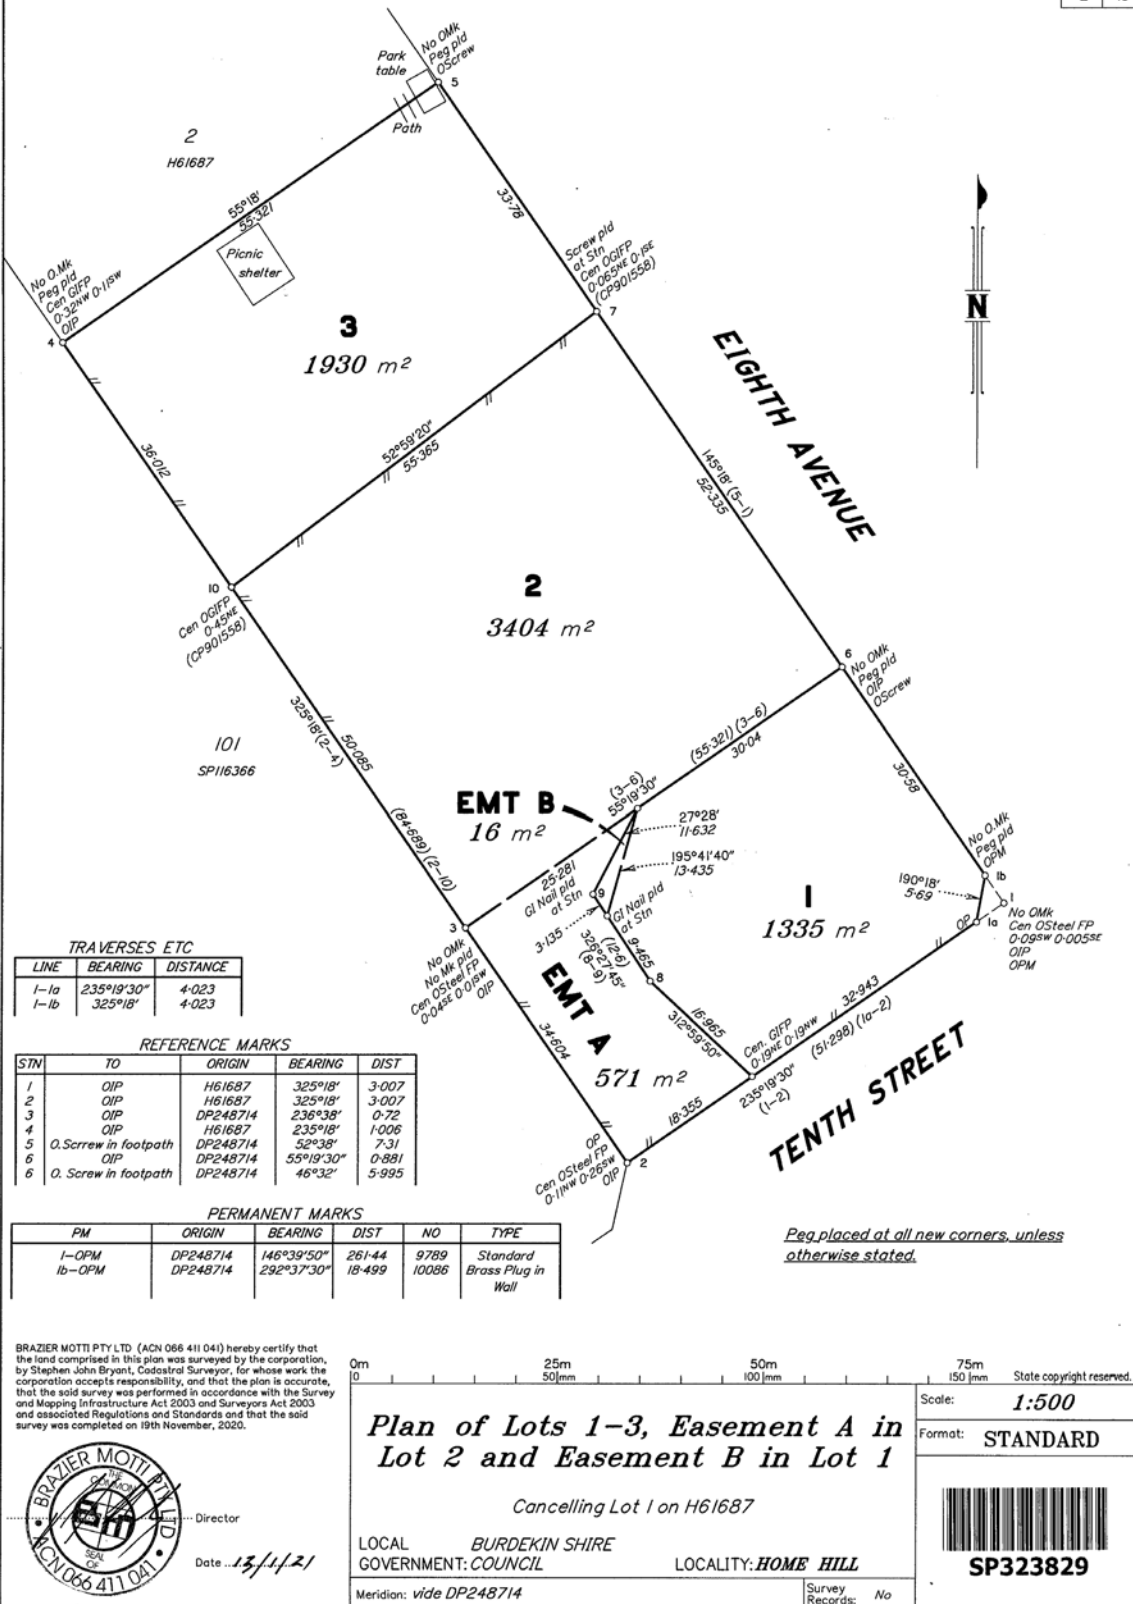 No OMk
Peg pld
OScrew
5
Park
table
Path
2
H61687
55°18'
55·321
33·78
Picnic
shelter
No O.Mk
Peg pld
Cen GIFP
0·32NW 0·11SW
OIP
4
Screw pld
at Stn
Cen OGIFP
0·065NE 0·1SE
(CP901558)
7
N
3
1930 m²
EIGHTH AVENUE
36·012
52°59'20"
55·365
145°18' (5-1)
52·335
10
Cen OGIFP
0·45NE
(CP901558)
2
3404 m²
6
No OMk
Peg pld
OIP
OScrew
325°18'(2-4)
50·085
101
SP116366
(55·321) (3-6)
30·04
30·58
(84·689) (2-10)
EMT B
16 m²
(3-6)
55°19'30"
27°28'
11·632
195°41'40"
13·435
No O.Mk
Peg pld
OPM
1b
190°18'
5·69
1
25·281
GI Nail pld
at Stn
9
GI Nail pld
at Stn
1
1335 m²
OP
1a
No OMk
Cen OSteel FP
0·09SW 0·005SE
OIP
OPM
3
No OMk
No Mk pld
Cen OSteel FP
0·04SE 0·01SW
OIP
3·135
9·465
(12·6)
326°27'45"
(8-9)
8
EMT A
571 m²
16·965
312°59'50"
34·604
Cen. GIFP
0·19NE 0·19NW
32·943
(51·298) (1a-2)
235°19'30"
(1-2)
18·355
TENTH STREET
OP
Cen OSteel FP
0·11NW 0·26SW
OIP
2
TRAVERSES ETC
LINE BEARING DISTANCE
1-1a 235°19'30" 4·023
1-1b 325°18' 4·023
REFERENCE MARKS
STN TO ORIGIN BEARING DIST
1 OIP H61687 325°18' 3·007
2 OIP H61687 325°18' 3·007
3 OIP DP248714 236°38' 0·72
4 OIP H61687 235°18' 1·006
5 O.Scrrew in footpath DP248714 52°38' 7·31
6 OIP DP248714 55°19'30" 0·881
6 O. Screw in footpath DP248714 46°32' 5·995
PERMANENT MARKS
PM ORIGIN BEARING DIST NO TYPE
1-OPM DP248714 146°39'50" 261·44 9789 Standard
1b-OPM DP248714 292°37'30" 18·499 10086 Brass Plug in
Wall
Peg placed at all new corners, unless
otherwise stated.
BRAZIER MOTTI PTY LTD (ACN 066 411 041) hereby certify that
the land comprised in this plan was surveyed by the corporation,
by Stephen John Bryant, Cadastral Surveyor, for whose work the
corporation accepts responsibility, and that the plan is accurate,
that the said survey was performed in accordance with the Survey
and Mapping Infrastructure Act 2003 and Surveyors Act 2003
and associated Regulations and Standards and that the said
survey was completed on 19th November, 2020.
BRAZIER MOTTI PTY LTD
THE COMMON SEAL OF
ACN 066 411 041
Director
Date 13/1/21
0m 25m 50m 75m
0 50mm 100mm 150mm State copyright reserved.
Plan of Lots 1-3, Easement A in
Lot 2 and Easement B in Lot 1
Cancelling Lot 1 on H61687
LOCAL BURDEKIN SHIRE
GOVERNMENT: COUNCIL LOCALITY: HOME HILL
Meridian: vide DP248714
Survey
Records: No
Scale: 1:500
Format: STANDARD
SP323829